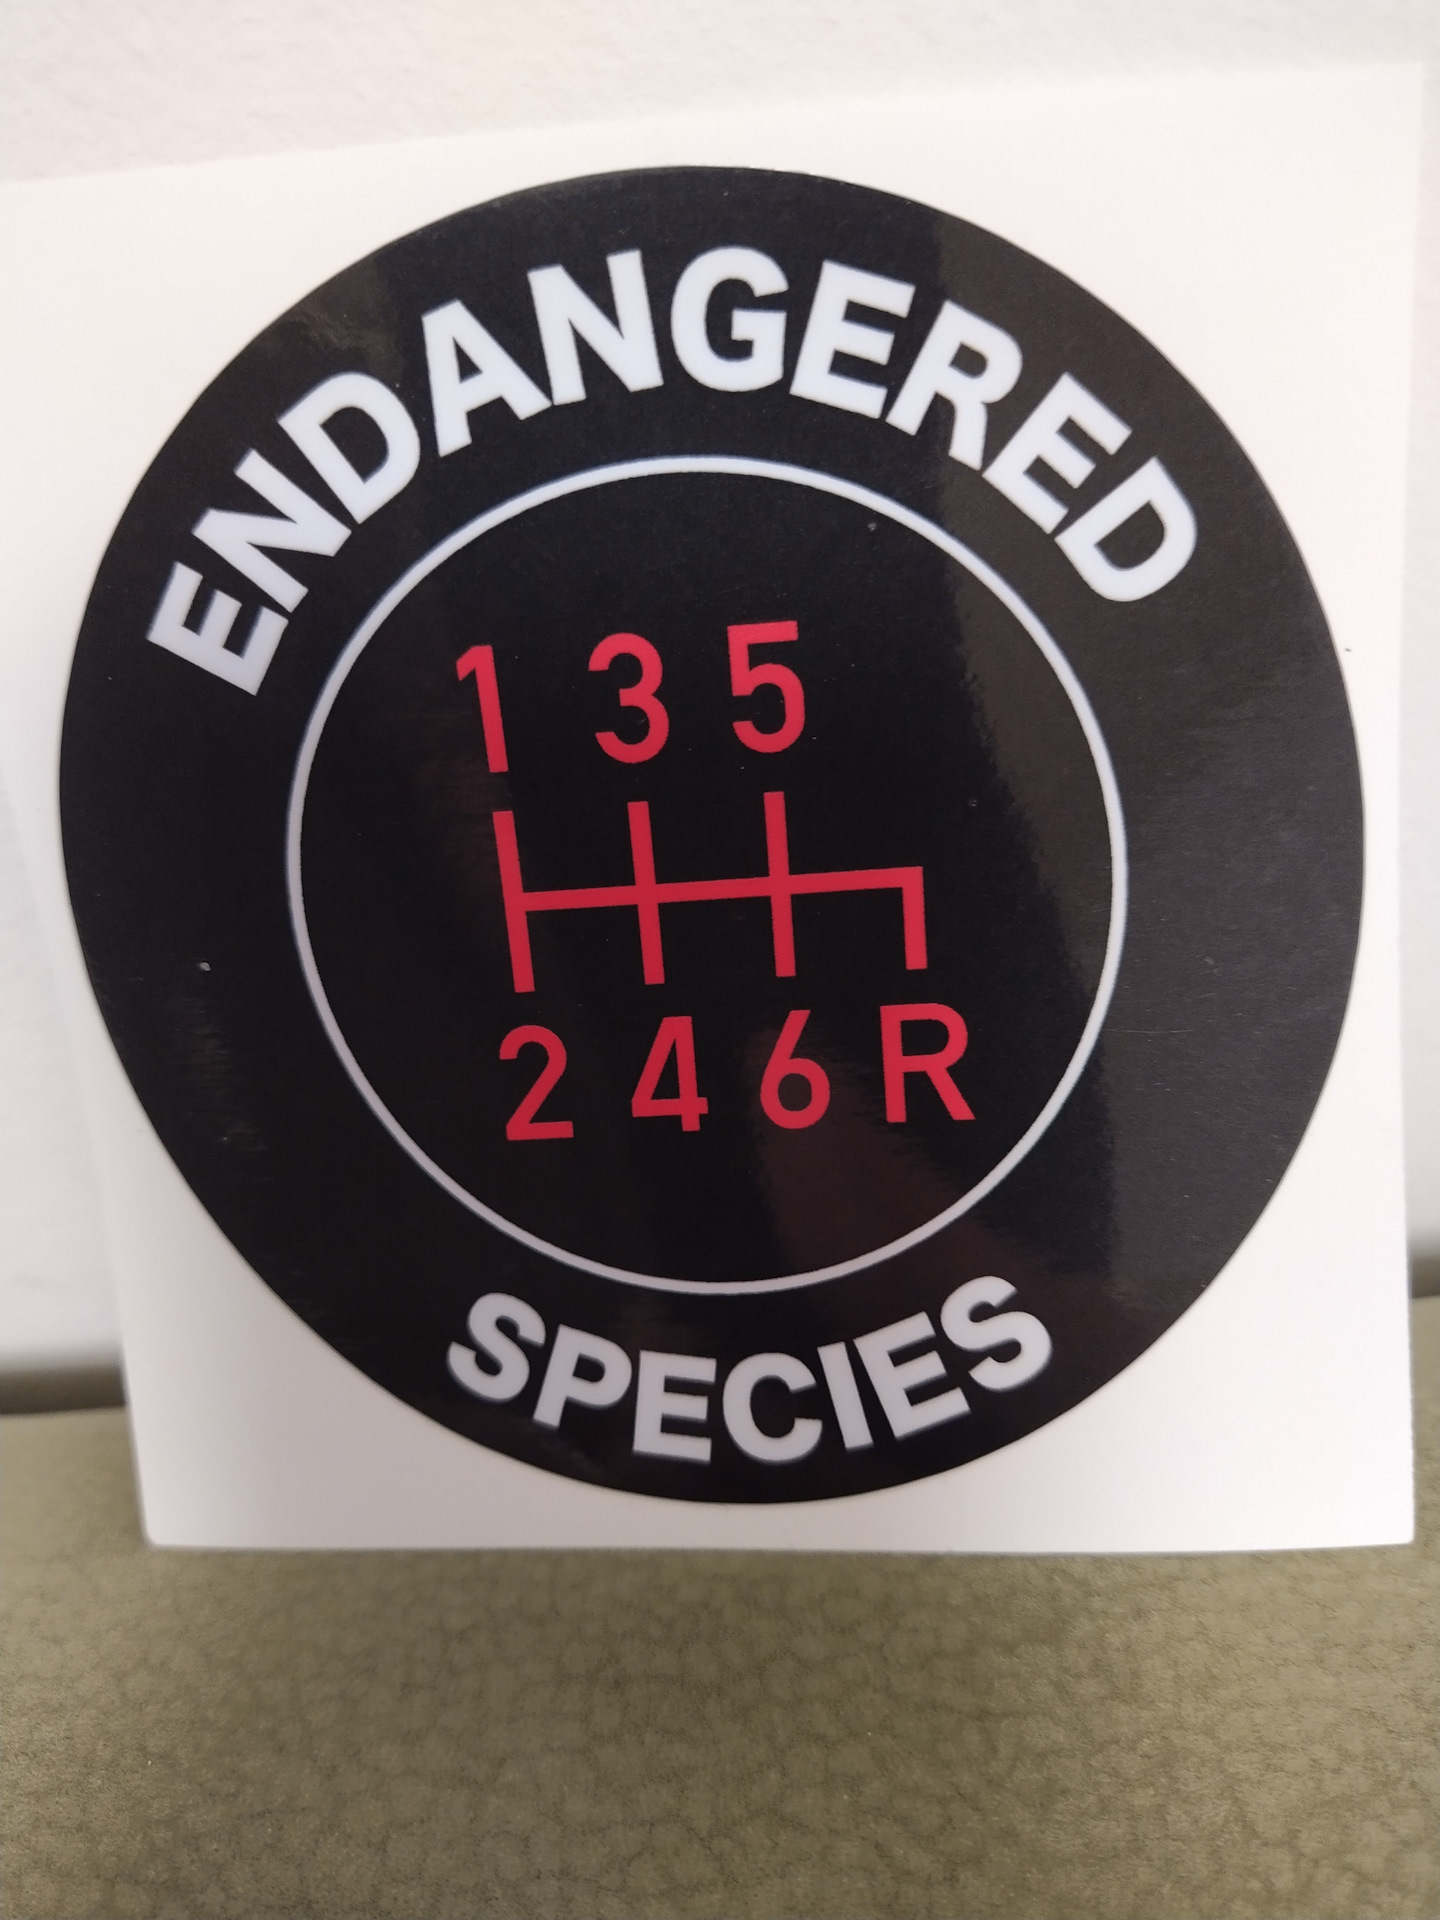 ENDANGERED
1 3 5
2 4 6 R
SPECIES